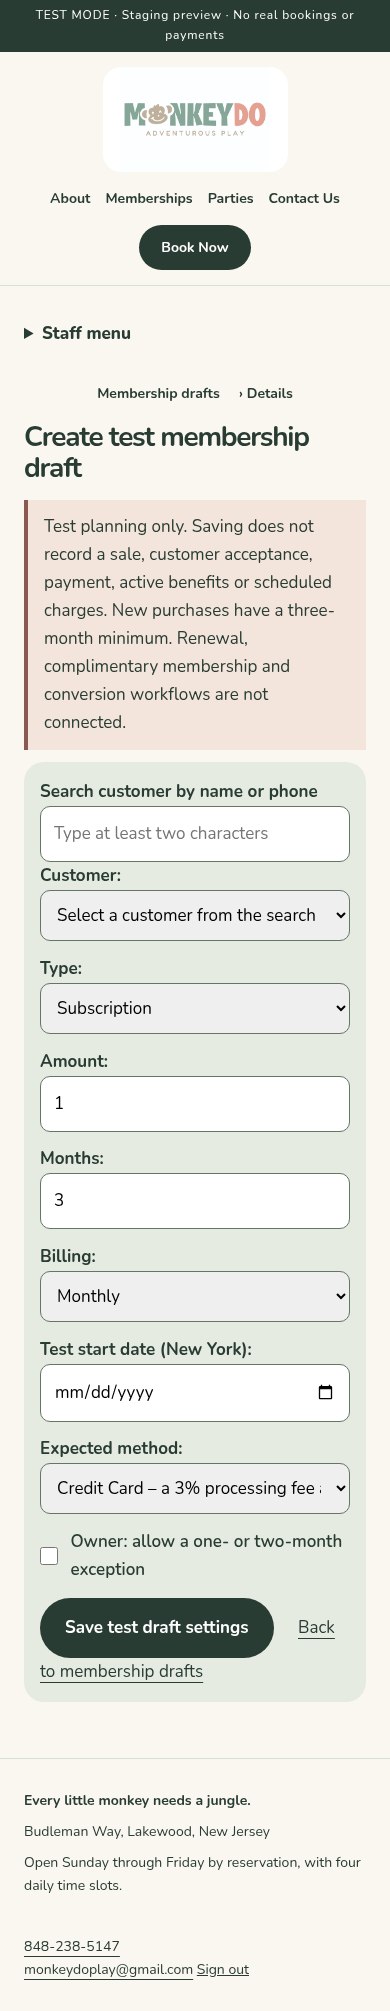 TEST MODE · Staging preview · No real bookings or
payments
MONKEYDO
ADVENTUROUS PLAY
About Memberships Parties Contact Us
Book Now
Staff menu
Membership drafts › Details
Create test membership
draft
Test planning only. Saving does not
record a sale, customer acceptance,
payment, active benefits or scheduled
charges. New purchases have a three-
month minimum. Renewal,
complimentary membership and
conversion workflows are not
connected.
Search customer by name or phone
Type at least two characters
Customer:
Select a customer from the search
Type:
Subscription
Amount:
1
Months:
3
Billing:
Monthly
Test start date (New York):
mm/dd/yyyy
Expected method:
Credit Card – a 3% processing fee
Owner: allow a one- or two-month
exception
Save test draft settings Back
to membership drafts
Every little monkey needs a jungle.
Budleman Way, Lakewood, New Jersey
Open Sunday through Friday by reservation, with four
daily time slots.
848-238-5147
monkeydoplay@gmail.com Sign out